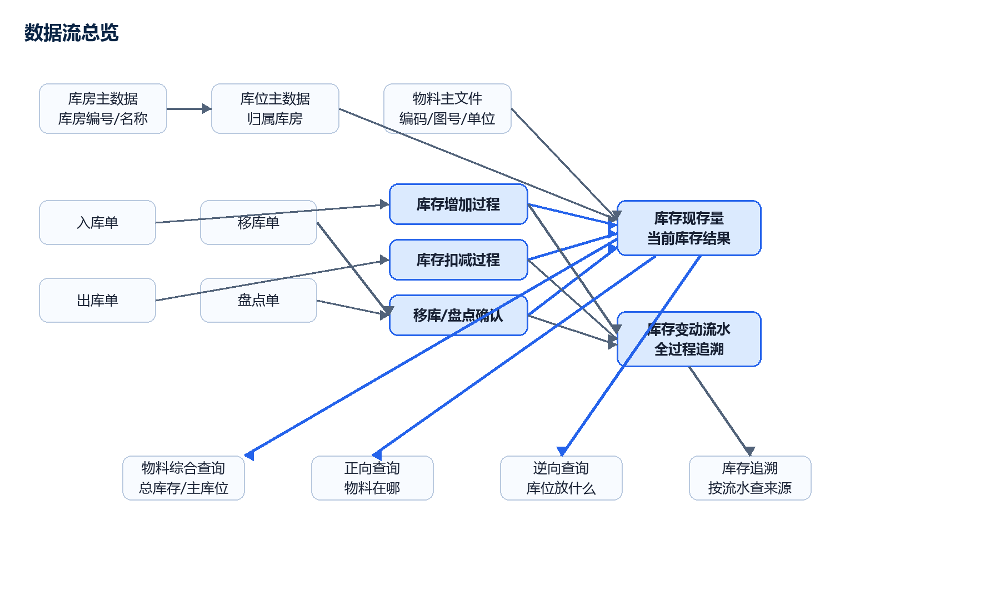 数据流总览
库房主数据
库房编号/名称
库位主数据
归属库房
物料主文件
编码/图号/单位
入库单
移库单
库存增加过程
库存现存量
当前库存结果
库存扣减过程
出库单
盘点单
移库/盘点确认
库存变动流水
全过程追溯
物料综合查询
总库存/主库位
正向查询
物料在哪
逆向查询
库位放什么
库存追溯
按流水查来源